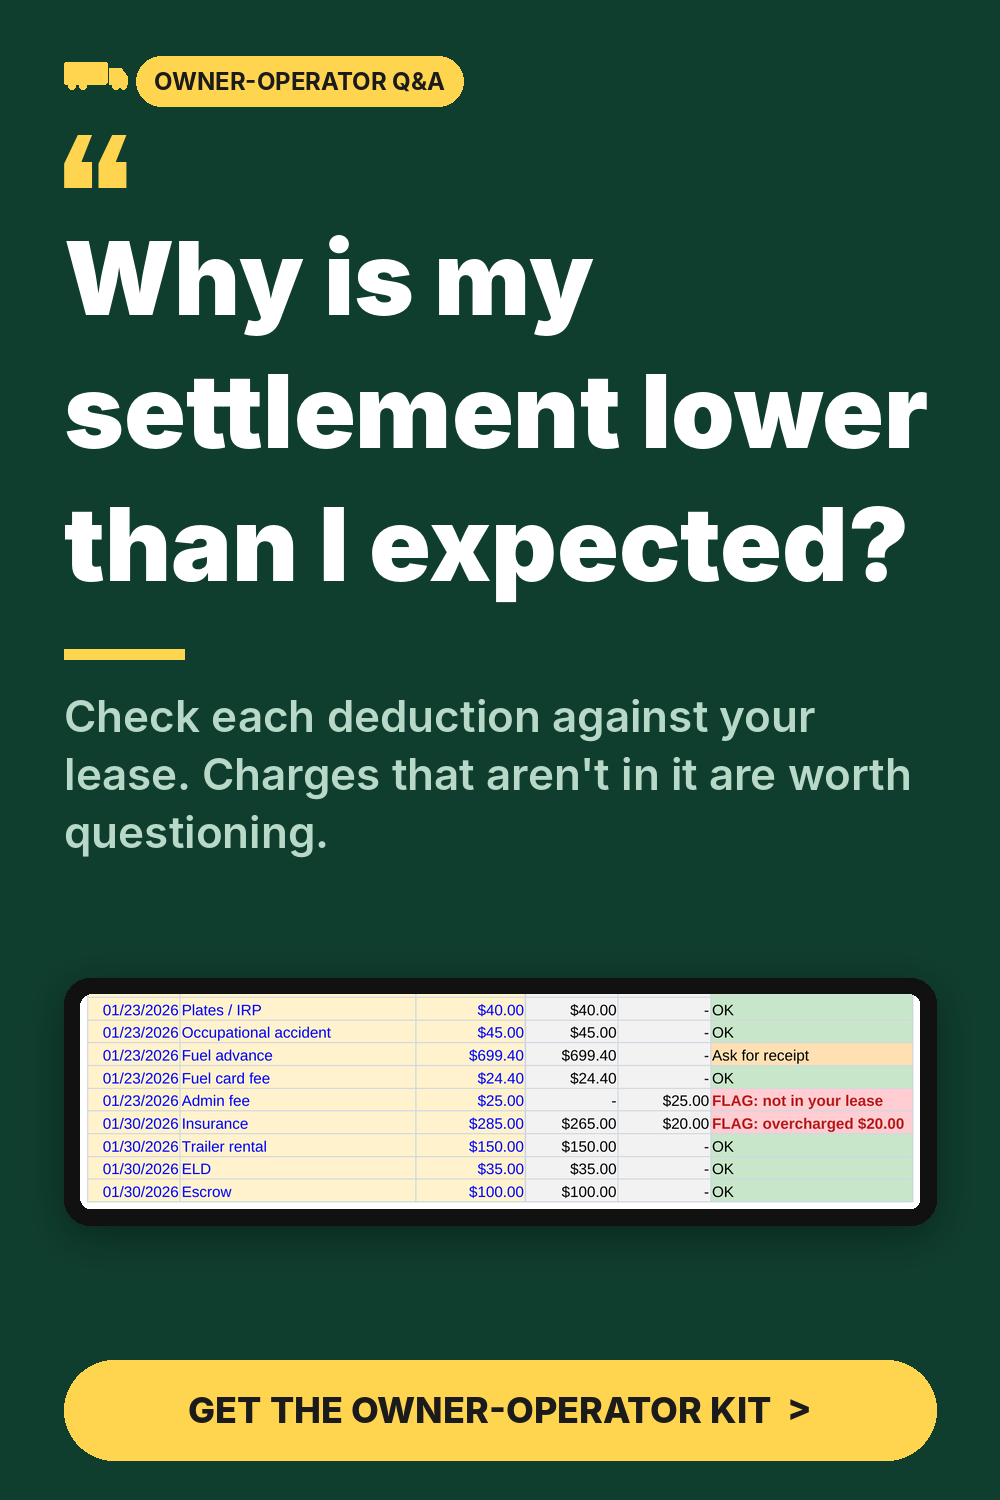 OWNER-OPERATOR Q&A
“
Why is my
settlement lower
than I expected?
Check each deduction against your
lease. Charges that aren't in it are worth
questioning.
01/23/2026 Plates / IRP $40.00 $40.00 - OK
01/23/2026 Occupational accident $45.00 $45.00 - OK
01/23/2026 Fuel advance $699.40 $699.40 - Ask for receipt
01/23/2026 Fuel card fee $24.40 $24.40 - OK
01/23/2026 Admin fee $25.00 - $25.00 FLAG: not in your lease
01/30/2026 Insurance $285.00 $265.00 $20.00 FLAG: overcharged $20.00
01/30/2026 Trailer rental $150.00 $150.00 - OK
01/30/2026 ELD $35.00 $35.00 - OK
01/30/2026 Escrow $100.00 $100.00 - OK
GET THE OWNER-OPERATOR KIT >